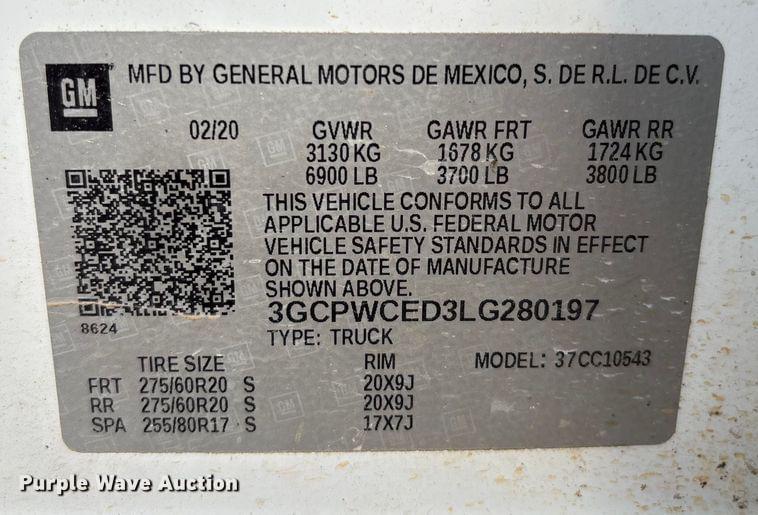 GM
MFD BY GENERAL MOTORS DE MEXICO, S. DE R.L. DE C.V.
02/20 GVWR GAWR FRT GAWR RR
3130 KG 1678 KG 1724 KG
6900 LB 3700 LB 3800 LB
THIS VEHICLE CONFORMS TO ALL
APPLICABLE U.S. FEDERAL MOTOR
VEHICLE SAFETY STANDARDS IN EFFECT
ON THE DATE OF MANUFACTURE
SHOWN ABOVE.
3GCPWCED3LG280197
8624
TYPE: TRUCK
TIRE SIZE RIM MODEL: 37CC10543
FRT 275/60R20 S 20X9J
RR 275/60R20 S 20X9J
SPA 255/80R17 S 17X7J
Purple Wave Auction